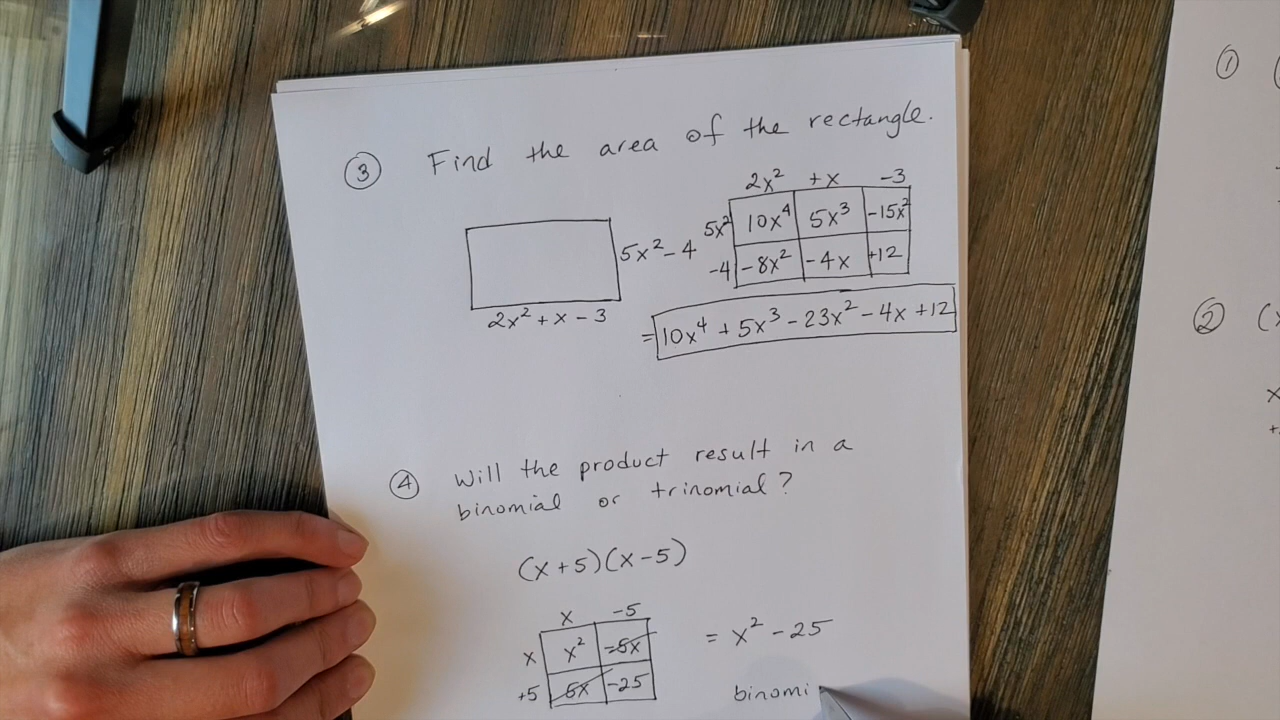 ③ Find the area of the rectangle.
2x² +x -3
5x² 10x⁴ 5x³ -15x²
5x² - 4
-4 -8x² -4x +12
2x² + x - 3
= 10x⁴ + 5x³ - 23x² - 4x + 12
④ Will the product result in a
binomial or trinomial?
(x+5)(x-5)
x -5
x x² -5x
+5 5x -25
= x² - 25
binomi
①
② (x
x